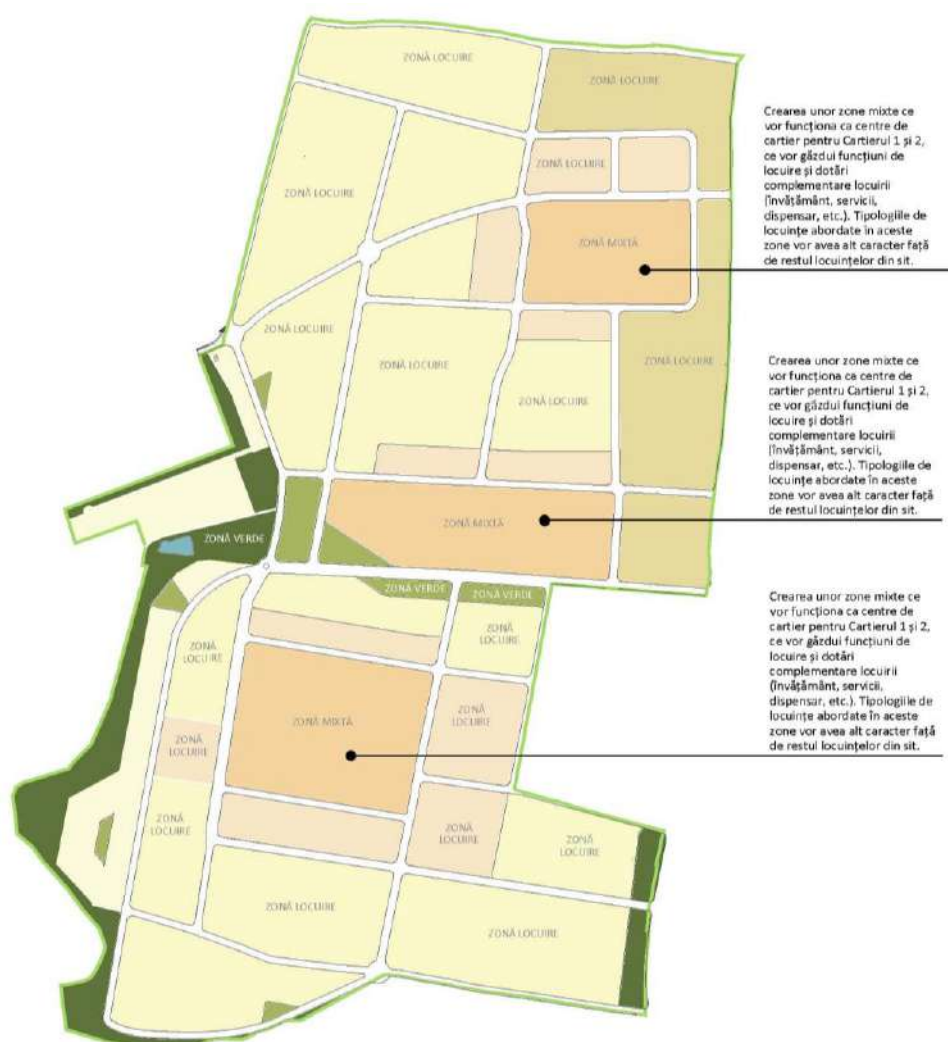 ZONĂ LOCUIRE
ZONĂ LOCUIRE
Crearea unor zone mixte ce
vor funcționa ca centre de
cartier pentru Cartierul 1 și 2,
ce vor găzdui funcțiuni de
locuire și dotări
complementare locuirii
(învățământ, servicii,
dispensar, etc.). Tipologiile de
locuințe abordate în aceste
zone vor avea alt caracter față
de restul locuințelor din sit.
ZONĂ LOCUIRE
ZONĂ LOCUIRE
ZONĂ MIXTĂ
ZONĂ LOCUIRE
ZONĂ LOCUIRE
ZONĂ LOCUIRE
ZONĂ LOCUIRE
Crearea unor zone mixte ce
vor funcționa ca centre de
cartier pentru Cartierul 1 și 2,
ce vor găzdui funcțiuni de
locuire și dotări
complementare locuirii
(învățământ, servicii,
dispensar, etc.). Tipologiile de
locuințe abordate în aceste
zone vor avea alt caracter față
de restul locuințelor din sit.
ZONĂ MIXTĂ
ZONĂ VERDE
ZONĂ VERDE
ZONĂ VERDE
Crearea unor zone mixte ce
vor funcționa ca centre de
cartier pentru Cartierul 1 și 2,
ce vor găzdui funcțiuni de
locuire și dotări
complementare locuirii
(învățământ, servicii,
dispensar, etc.). Tipologiile de
locuințe abordate în aceste
zone vor avea alt caracter față
de restul locuințelor din sit.
ZONĂ
LOCUIRE
ZONĂ
LOCUIRE
ZONĂ MIXTĂ
ZONĂ
LOCUIRE
ZONĂ
LOCUIRE
ZONĂ
LOCUIRE
ZONĂ
LOCUIRE
ZONĂ
LOCUIRE
ZONĂ LOCUIRE
ZONĂ LOCUIRE